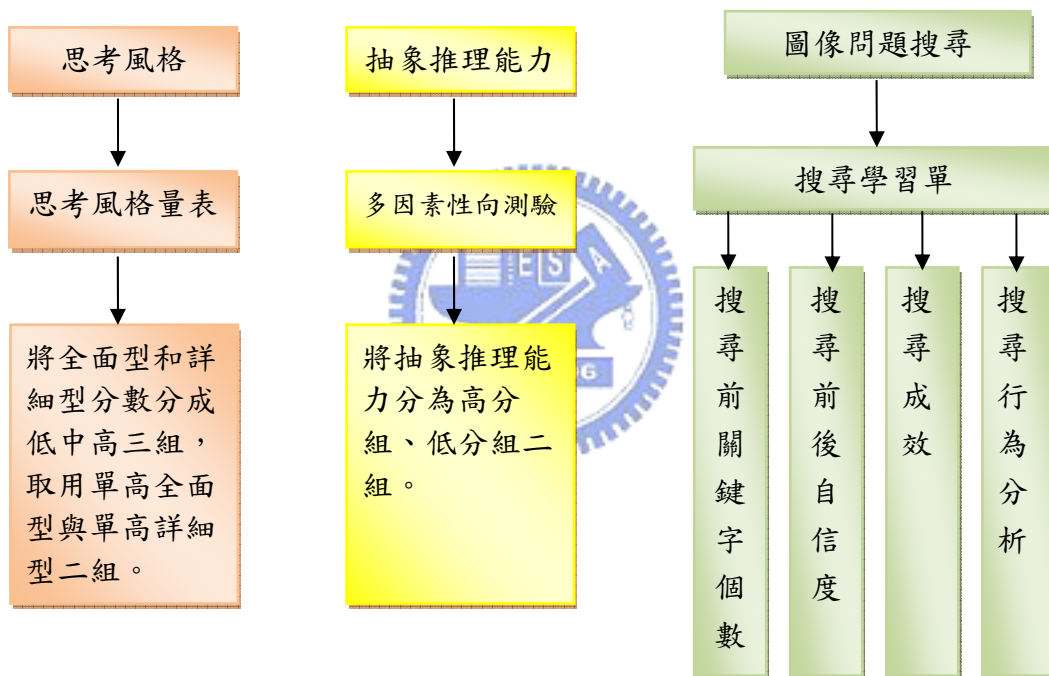 思考風格
思考風格量表
將全面型和詳
細型分數分成
低中高三組，
取用單高全面
型與單高詳細
型二組。
抽象推理能力
多因素性向測驗
將抽象推理能
力分為高分
組、低分組二
組。
圖像問題搜尋
搜尋學習單
搜尋前關鍵字個數
搜尋前後自信度
搜尋成效
搜尋行為分析
ESA